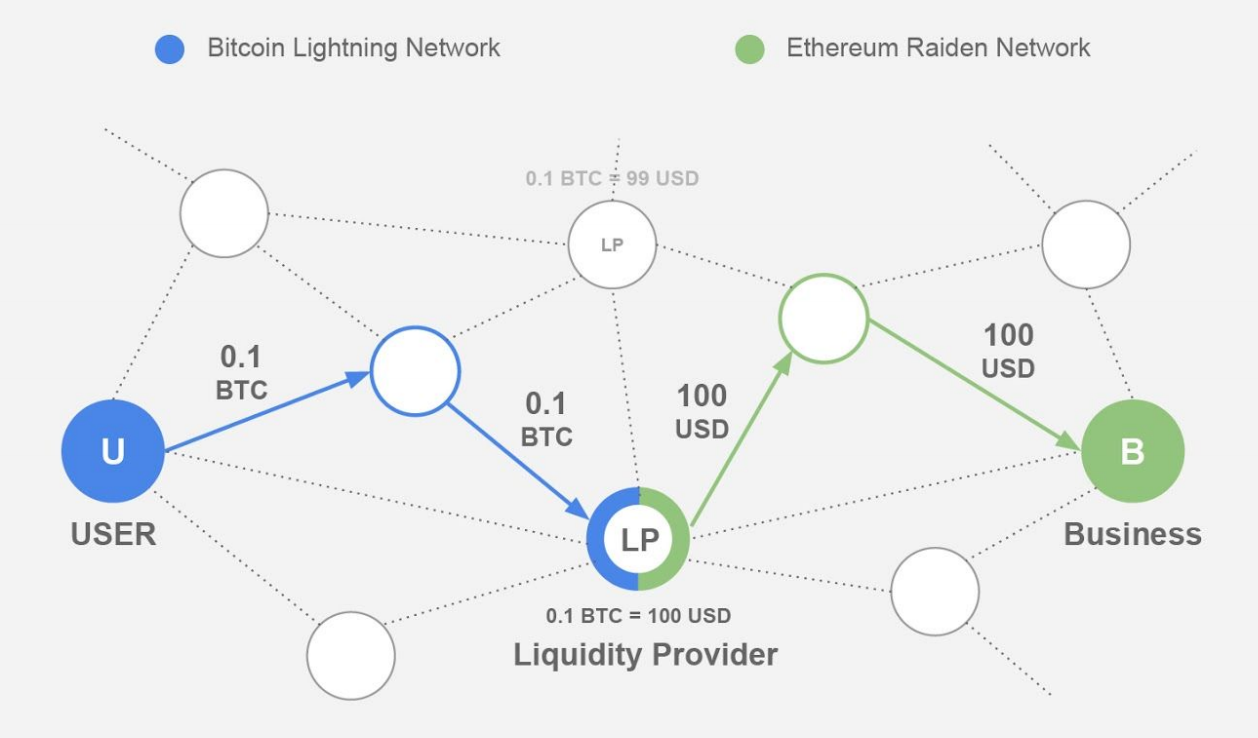 Bitcoin Lightning Network
Ethereum Raiden Network
0.1 BTC = 99 USD
LP
0.1
BTC
0.1
BTC
100
USD
100
USD
U
USER
LP
0.1 BTC = 100 USD
Liquidity Provider
B
Business